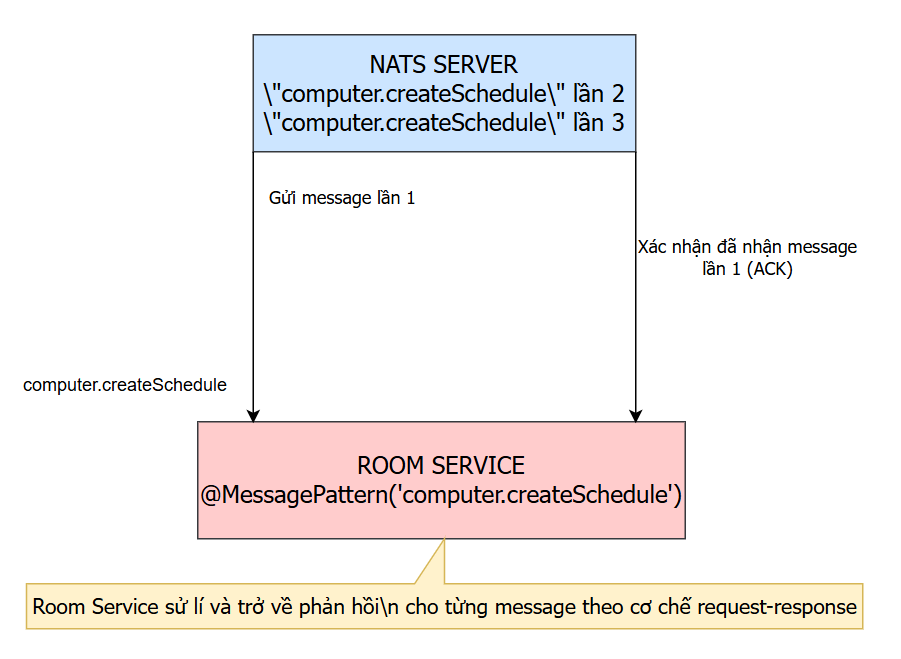 NATS SERVER
\"computer.createSchedule\" lần 2
\"computer.createSchedule\" lần 3
Gửi message lần 1
Xác nhận đã nhận message
lần 1 (ACK)
computer.createSchedule
ROOM SERVICE
@MessagePattern('computer.createSchedule')
Room Service sử lí và trở về phản hồi\n cho từng message theo cơ chế request-response